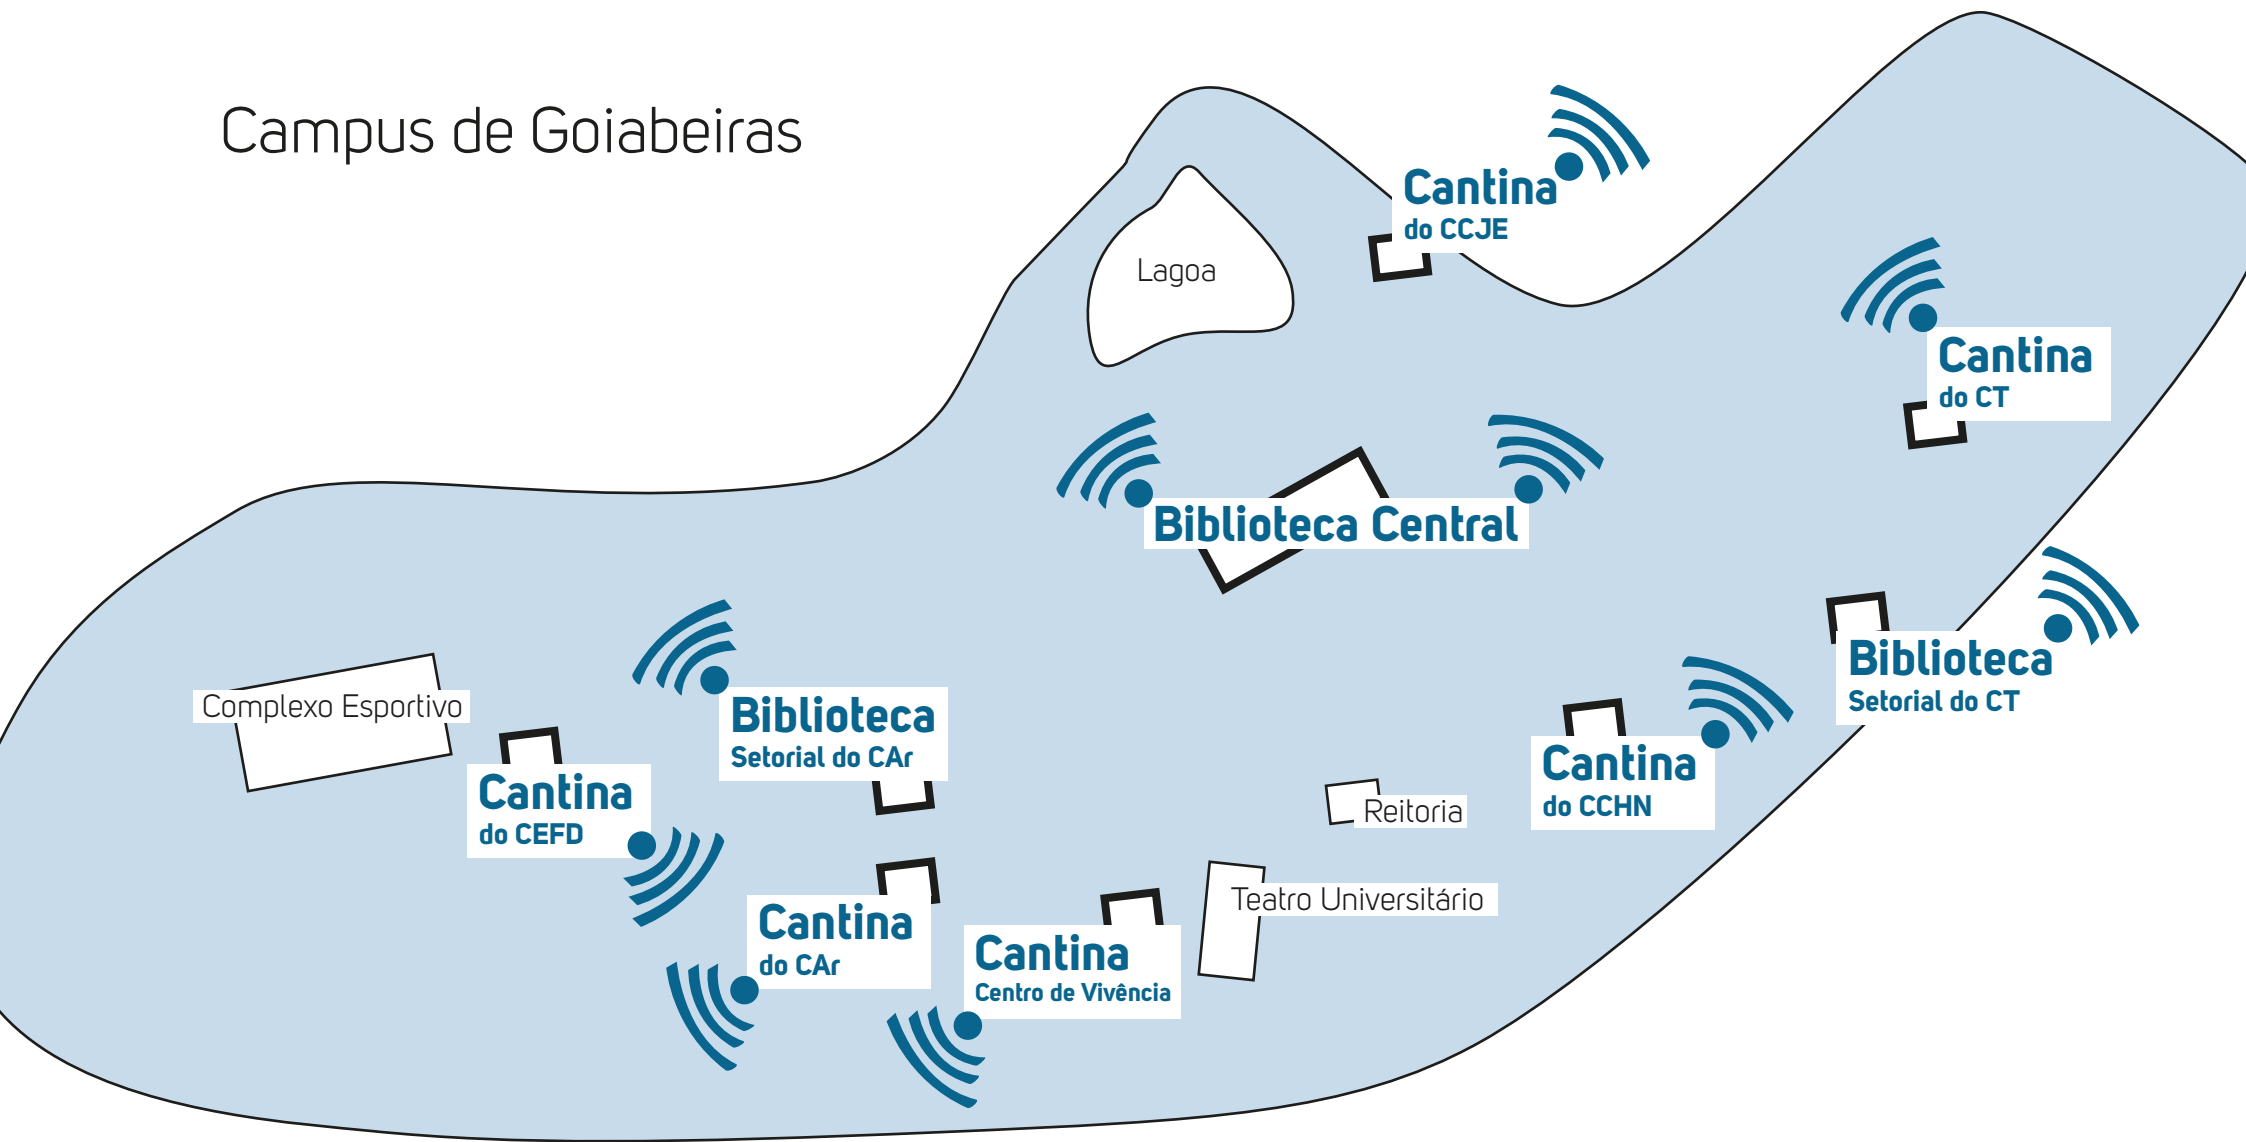 Campus de Goiabeiras
Cantina
do CCJE
Lagoa
Cantina
do CT
Biblioteca Central
Biblioteca
Setorial do CT
Complexo Esportivo
Biblioteca
Setorial do CAr
Cantina
do CEFD
Cantina
do CCHN
Reitoria
Teatro Universitário
Cantina
do CAr
Cantina
Centro de Vivência